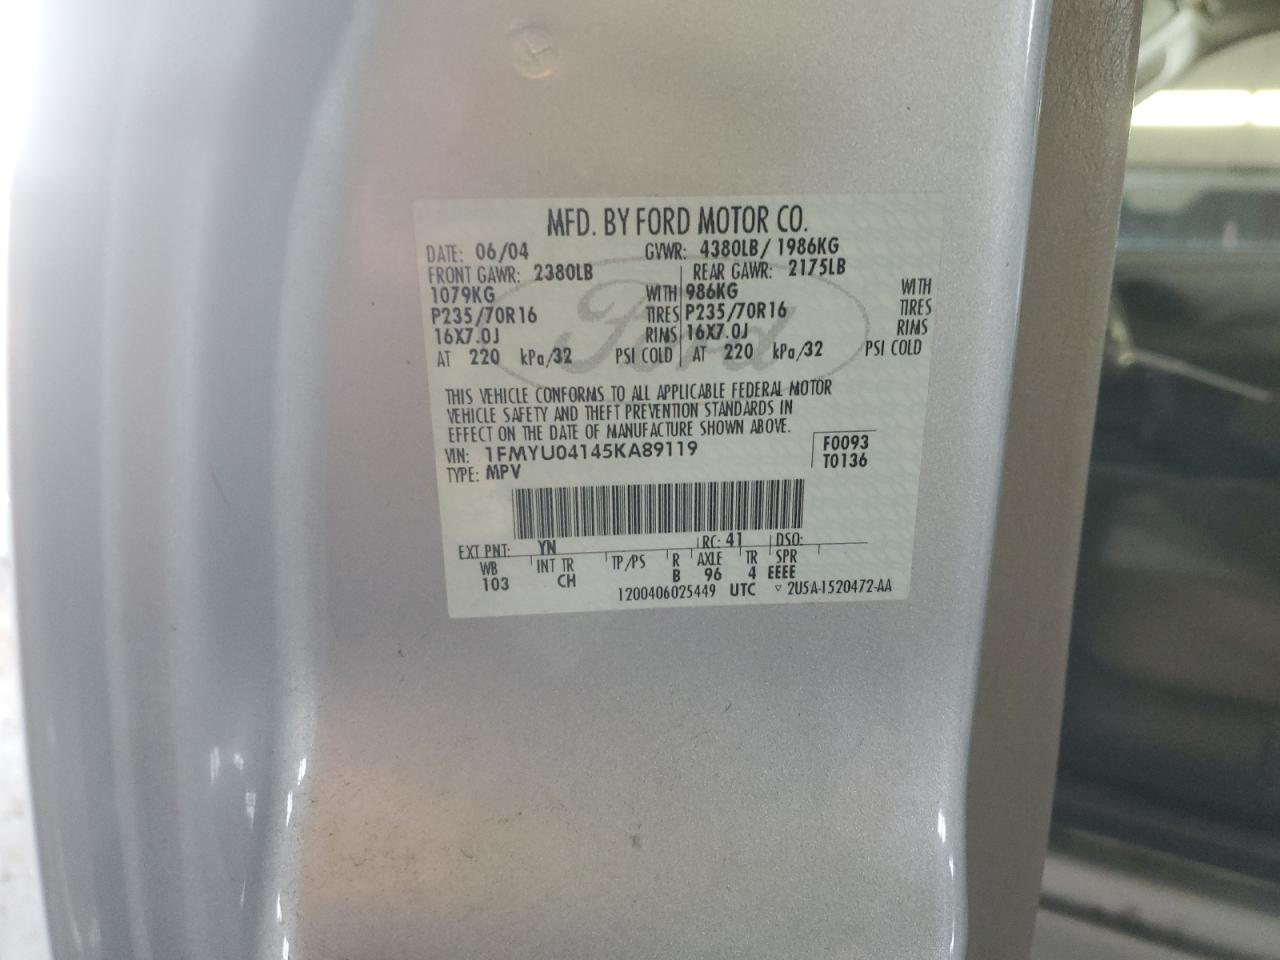 MFD. BY FORD MOTOR CO.
DATE: 06/04 GVWR: 4380LB/ 1986KG
FRONT GAWR: 2380LB REAR GAWR: 2175LB
1079KG WITH 986KG WITH
P235/70R16 TIRES P235/70R16 TIRES
16X7.0J RIMS 16X7.0J RIMS
AT 220 kPa/32 PSI COLD AT 220 kPa/32 PSI COLD
Ford
THIS VEHICLE CONFORMS TO ALL APPLICABLE FEDERAL MOTOR
VEHICLE SAFETY AND THEFT PREVENTION STANDARDS IN
EFFECT ON THE DATE OF MANUFACTURE SHOWN ABOVE.
VIN: 1FMYU04145KA89119 F0093
TYPE: MPV T0136
EXT PNT: YN RC: 41 DSO:
WB INT TR TP/PS R AXLE TR SPR
103 CH B 96 4 EEEE
1200406025449 UTC ▽ 2U5A-1520472-AA